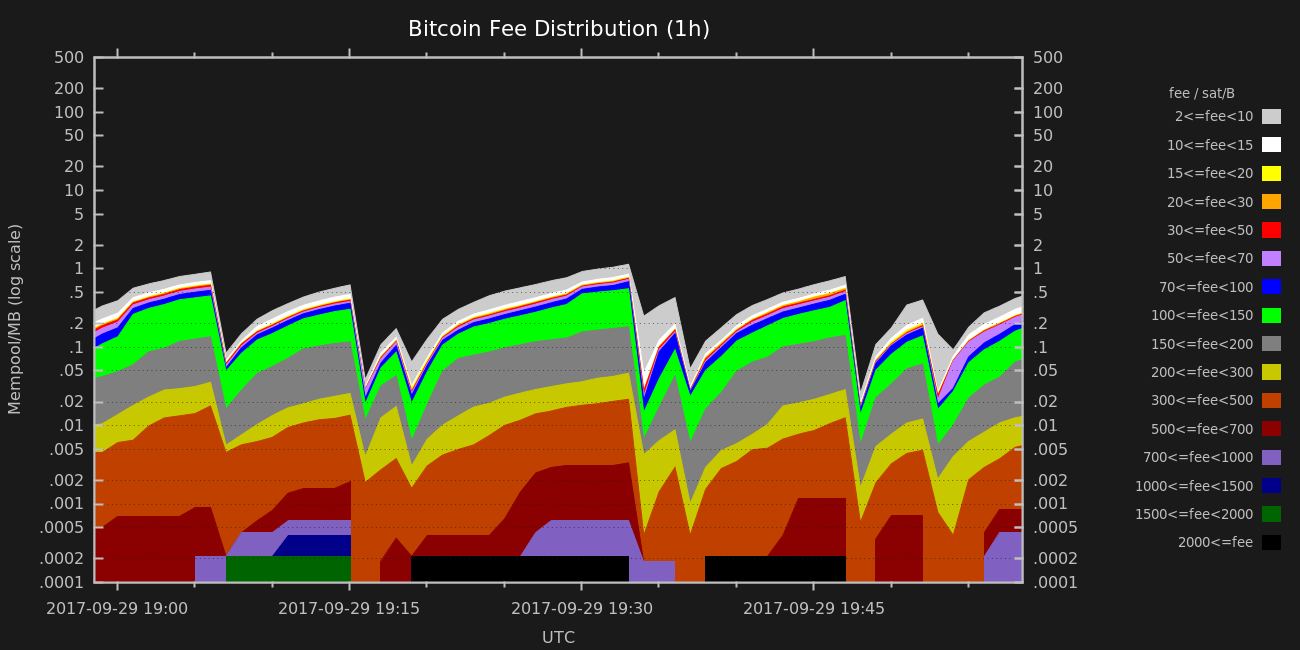 Bitcoin Fee Distribution (1h)
500 500
200 200
100 100
50 50
20 20
10 10
5 5
2 2
1 1
.5 .5
.2 .2
.1 .1
.05 .05
.02 .02
.01 .01
.005 .005
.002 .002
.001 .001
.0005 .0005
.0002 .0002
.0001 .0001
Mempool/MB (log scale)
2017-09-29 19:00 2017-09-29 19:15 2017-09-29 19:30 2017-09-29 19:45
UTC
fee / sat/B
2<=fee<10
10<=fee<15
15<=fee<20
20<=fee<30
30<=fee<50
50<=fee<70
70<=fee<100
100<=fee<150
150<=fee<200
200<=fee<300
300<=fee<500
500<=fee<700
700<=fee<1000
1000<=fee<1500
1500<=fee<2000
2000<=fee